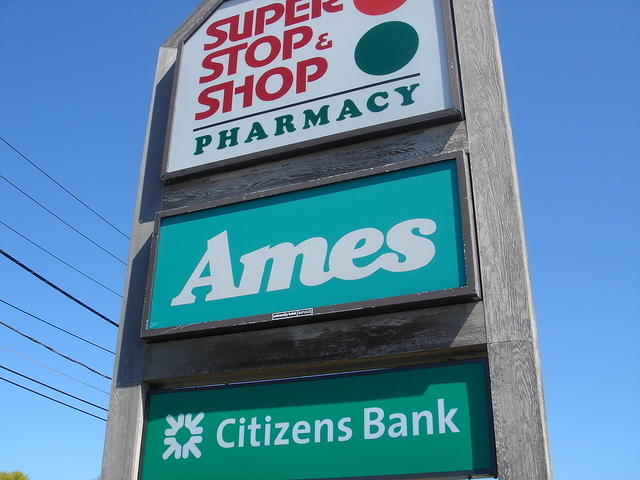 SUPER
STOP &
SHOP
PHARMACY
Ames
Citizens Bank